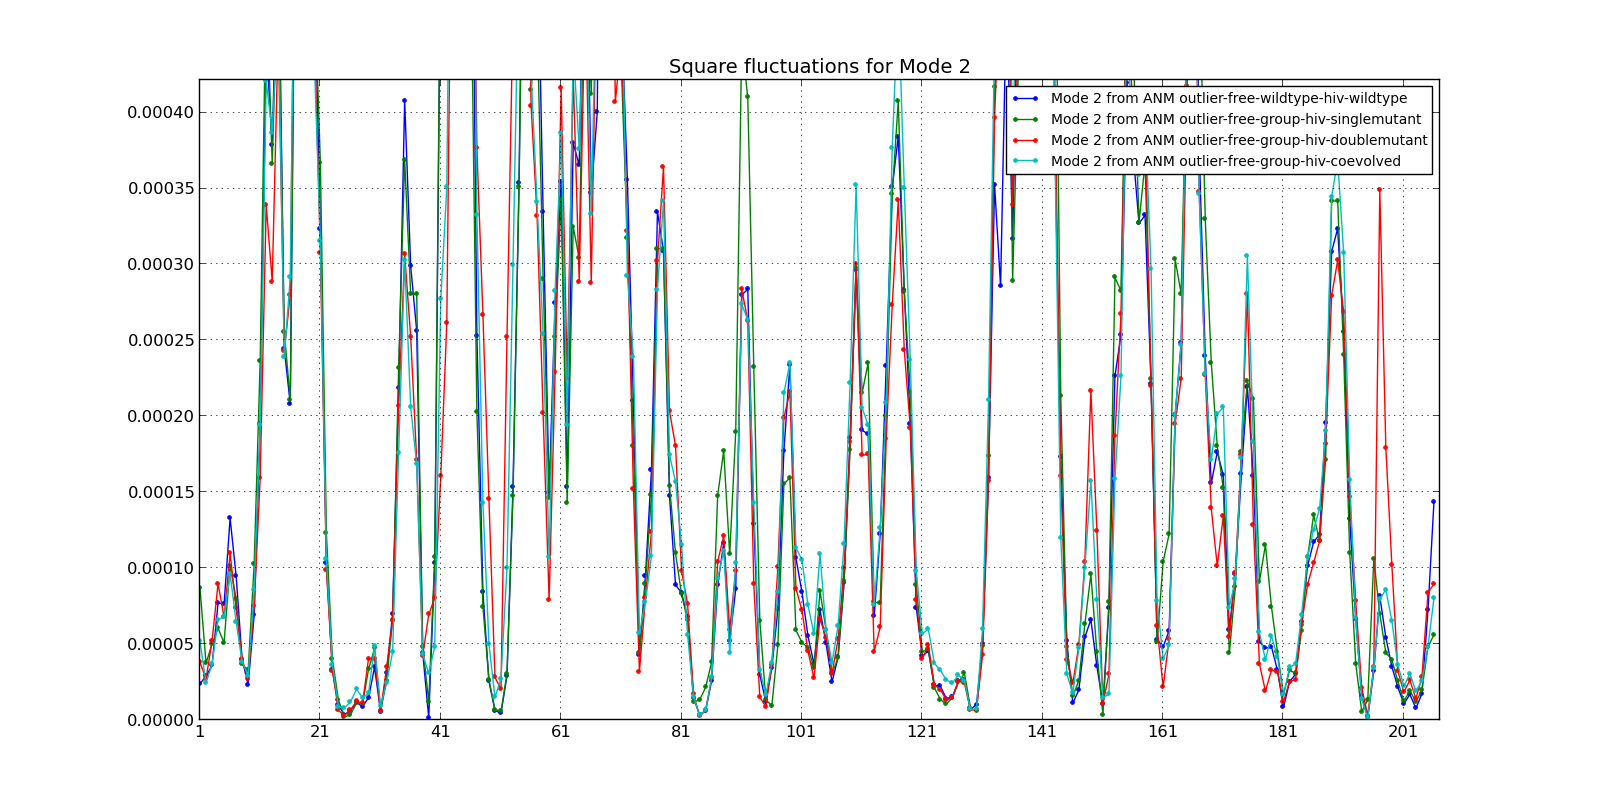 Square fluctuations for Mode 2
0.00040
0.00035
0.00030
0.00025
0.00020
0.00015
0.00010
0.00005
0.00000
Mode 2 from ANM outlier-free-wildtype-hiv-wildtype
Mode 2 from ANM outlier-free-group-hiv-singlemutant
Mode 2 from ANM outlier-free-group-hiv-doublemutant
Mode 2 from ANM outlier-free-group-hiv-coevolved
1 21 41 61 81 101 121 141 161 181 201